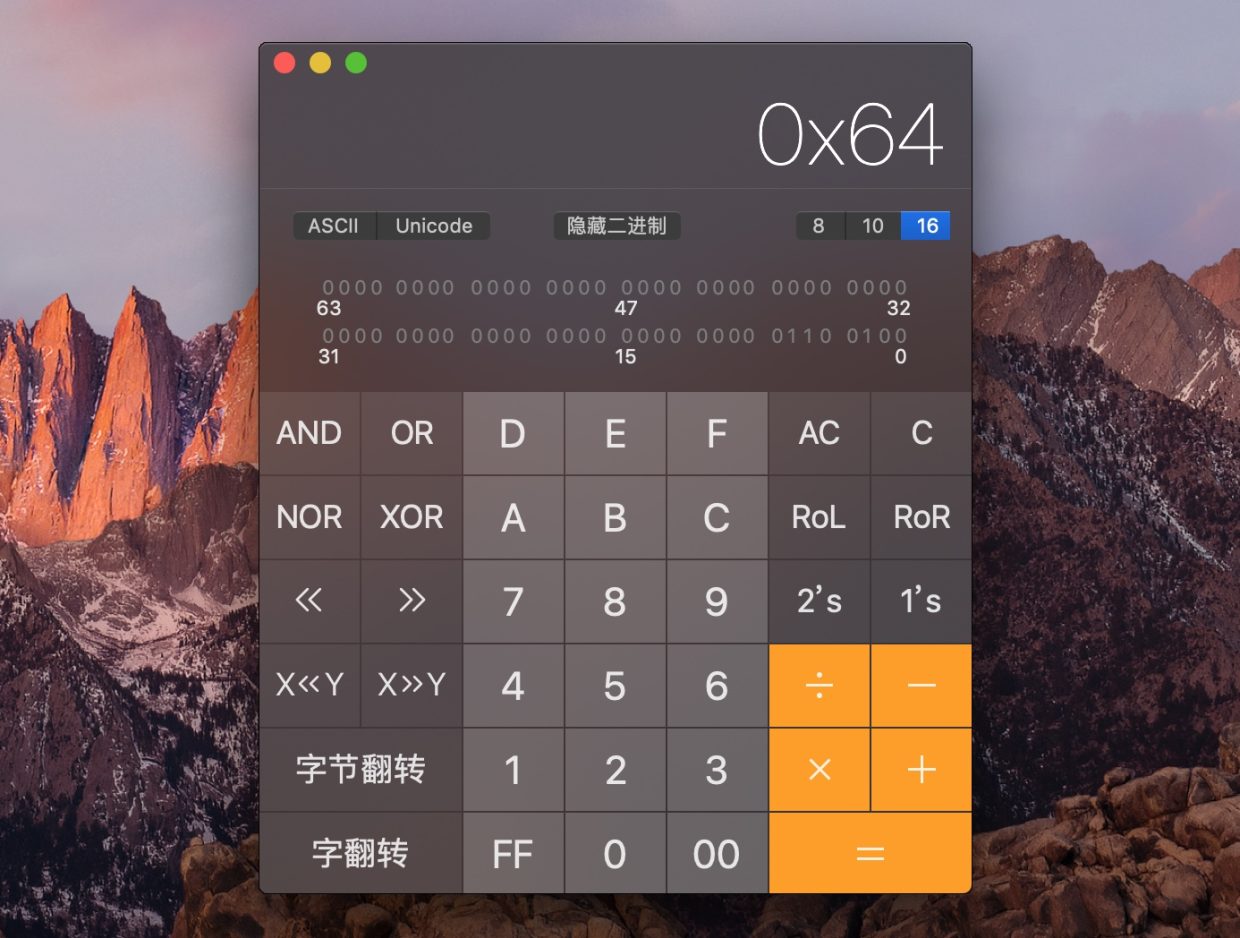 0x64
ASCII Unicode 隐藏二进制 8 10 16
0000 0000 0000 0000 0000 0000 0000 0000
63 47 32
0000 0000 0000 0000 0000 0000 0110 0100
31 15 0
AND OR D E F AC C
NOR XOR A B C RoL RoR
« » 7 8 9 2’s 1’s
X«Y X»Y 4 5 6 ÷ −
字节翻转 1 2 3 × +
字翻转 FF 0 00 =